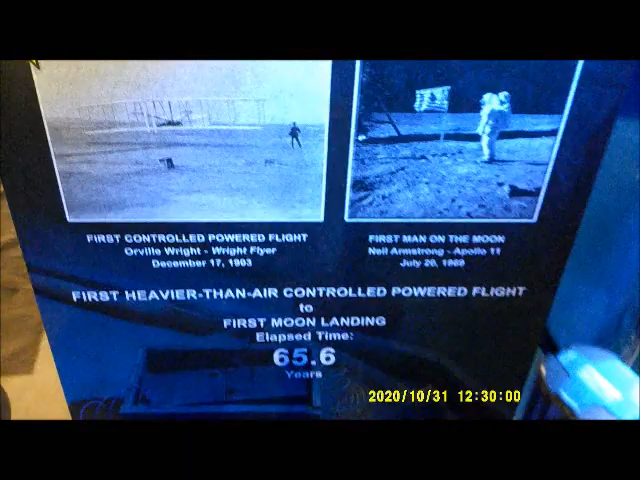 FIRST CONTROLLED POWERED FLIGHT
Orville Wright - Wright Flyer
December 17, 1903
FIRST MAN ON THE MOON
Neil Armstrong - Apollo 11
July 20, 1969
FIRST HEAVIER-THAN-AIR CONTROLLED POWERED FLIGHT
to
FIRST MOON LANDING
Elapsed Time:
65.6
Years
2020/10/31 12:30:00